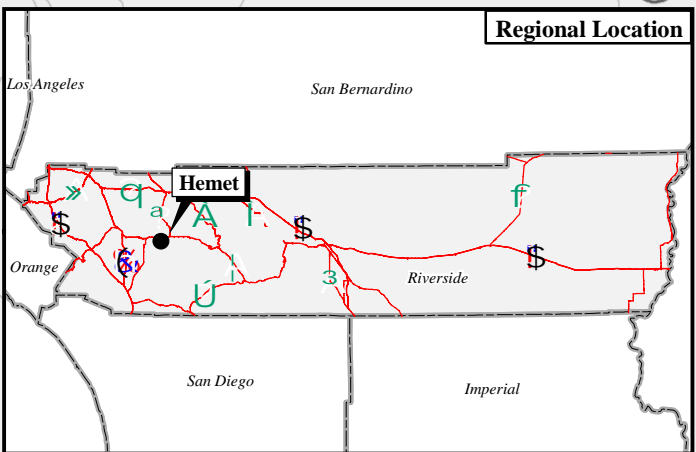 Regional Location
Los Angeles
San Bernardino
Hemet
Orange
Riverside
San Diego
Imperial